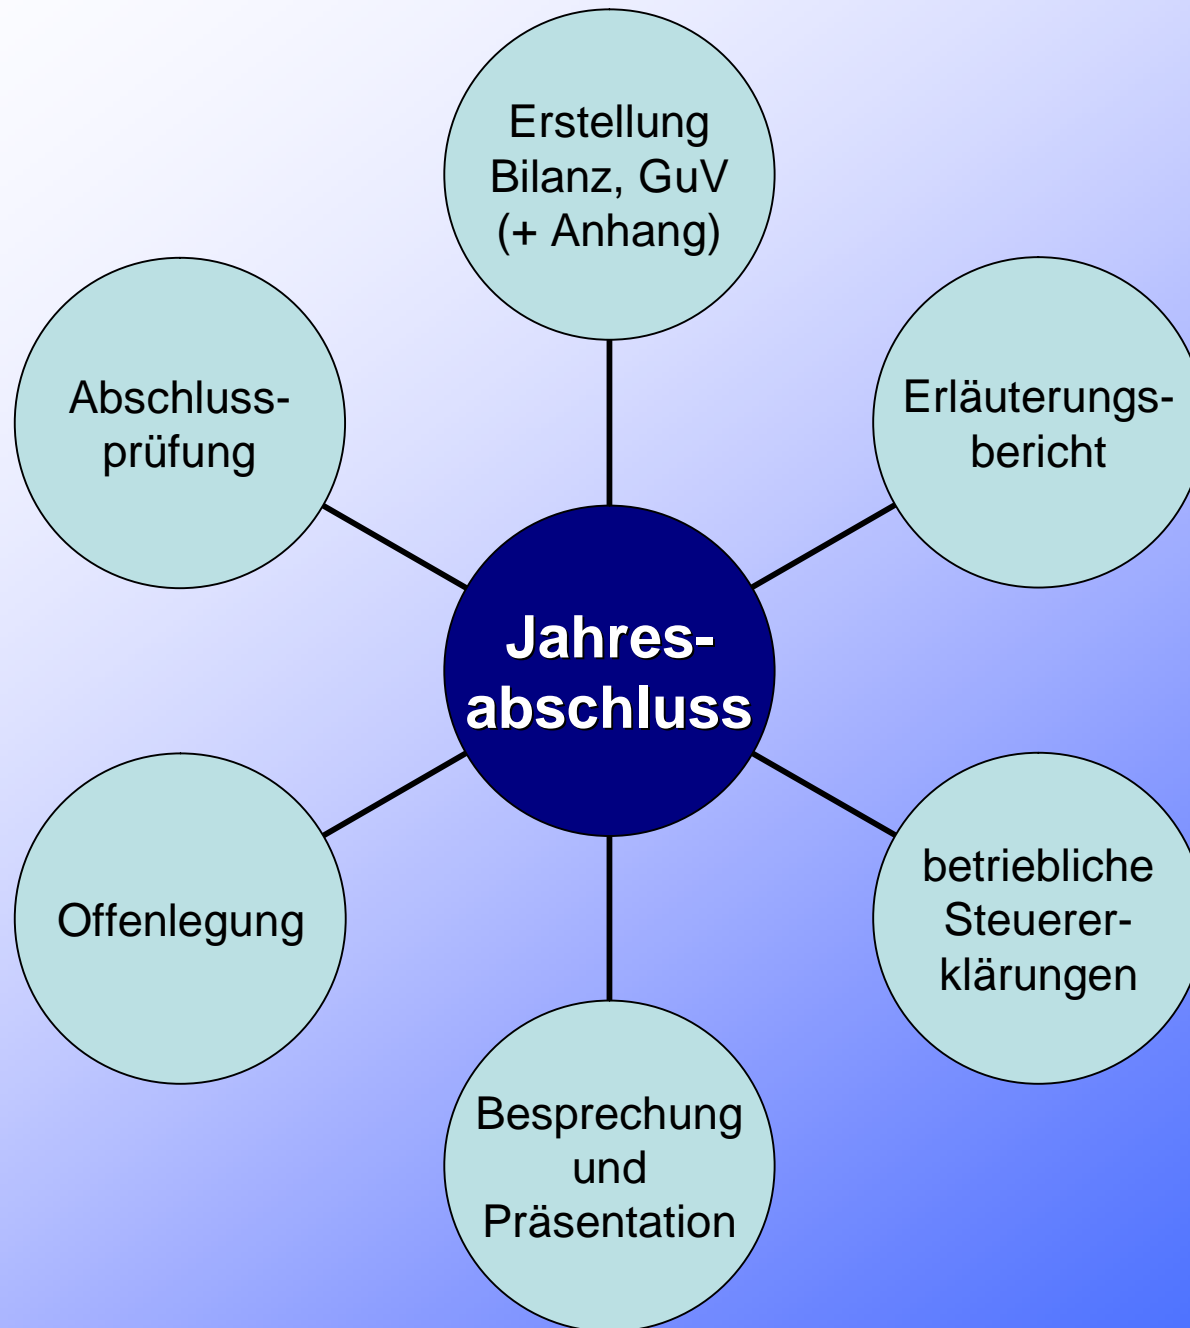 Erstellung
Bilanz, GuV
(+ Anhang)
Abschluss-
prüfung
Erläuterungs-
bericht
Jahres-
abschluss
Offenlegung
betriebliche
Steuerer-
klärungen
Besprechung
und
Präsentation